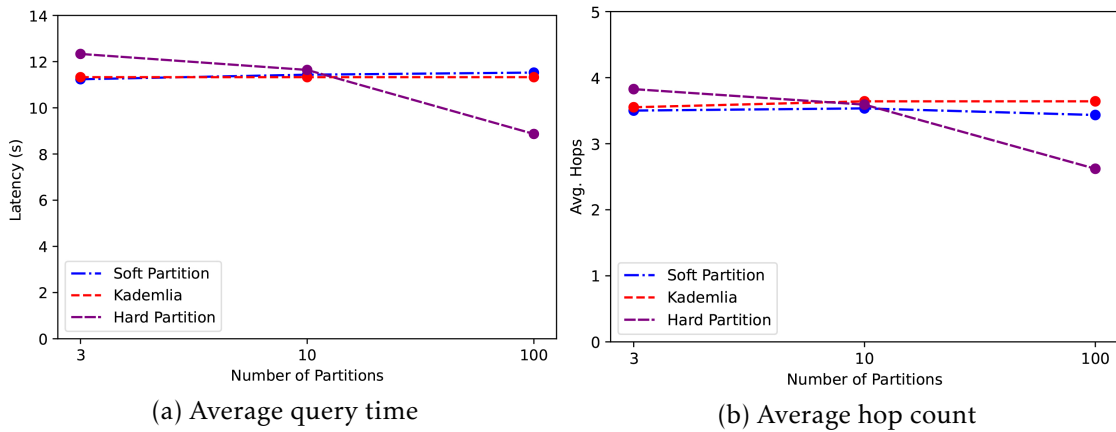 14
12
10
8
6
4
2
0
Latency (s)
Soft Partition
Kademlia
Hard Partition
3
10
100
Number of Partitions
(a) Average query time
5
4
3
2
1
0
Avg. Hops
Soft Partition
Kademlia
Hard Partition
3
10
100
Number of Partitions
(b) Average hop count